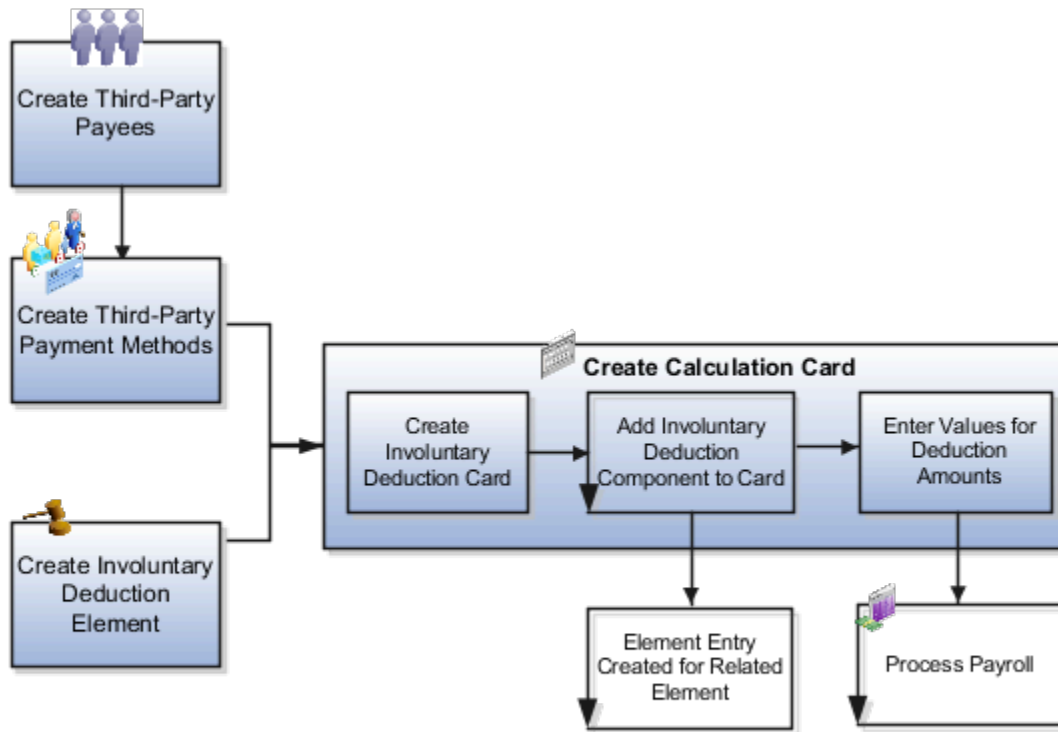 Create Third-Party
Payees
Create Third-Party
Payment Methods
Create Involuntary
Deduction
Element
Create Calculation Card
Create
Involuntary
Deduction Card
Add Involuntary
Deduction
Component to Card
Enter Values for
Deduction
Amounts
Element Entry
Created for Related
Element
Process Payroll